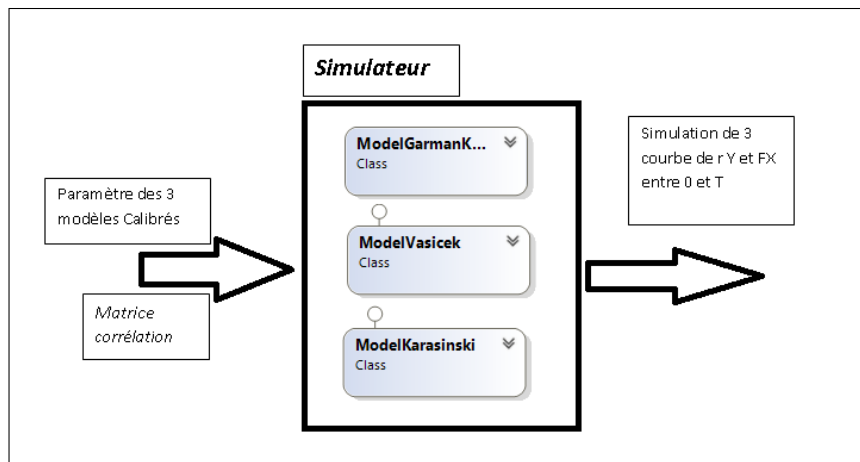 Simulateur
ModelGarmanK...
Class
ModelVasicek
Class
ModelKarasinski
Class
Paramètre des 3
modèles Calibrés
Matrice
corrélation
Simulation de 3
courbe de r Y et FX
entre 0 et T